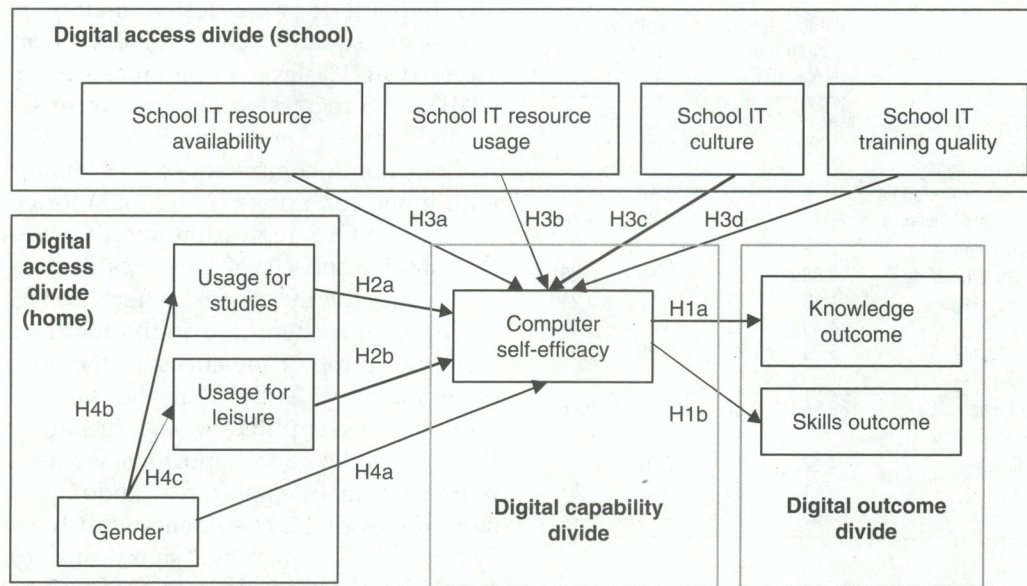 Digital access divide (school)
School IT resource
availability
School IT resource
usage
School IT
culture
School IT
training quality
H3a
H3b
H3c
H3d
Digital
access
divide
(home)
Usage for
studies
H2a
Usage for
leisure
H2b
H4b
H4c
H4a
Gender
Computer
self-efficacy
Digital capability
divide
H1a
H1b
Knowledge
outcome
Skills outcome
Digital outcome
divide